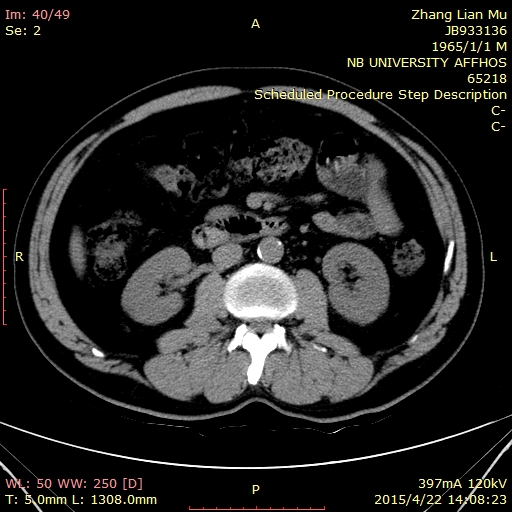 Im: 40/49
Se: 2
A
Zhang Lian Mu
JB933136
1965/1/1 M
NB UNIVERSITY AFFHOS
65218
Scheduled Procedure Step Description
C-
C-
R
L
WL: 50 WW: 250 [D]
T: 5.0mm L: 1308.0mm
P
397mA 120kV
2015/4/22 14:08:23